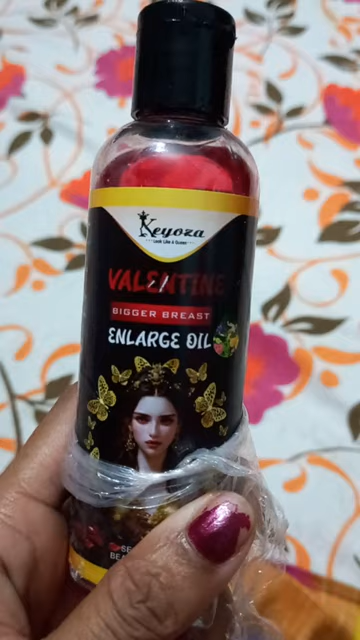 Keyoza
Look Like A Queen
VALENTINE
BIGGER BREAST
ENLARGE OIL